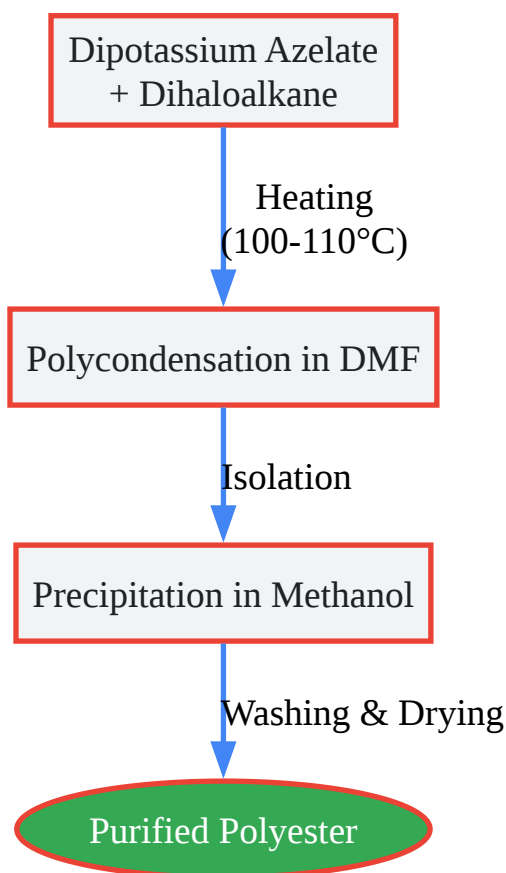 Dipotassium Azelate
+ Dihaloalkane
Heating
(100-110°C)
Polycondensation in DMF
Isolation
Precipitation in Methanol
Washing & Drying
Purified Polyester